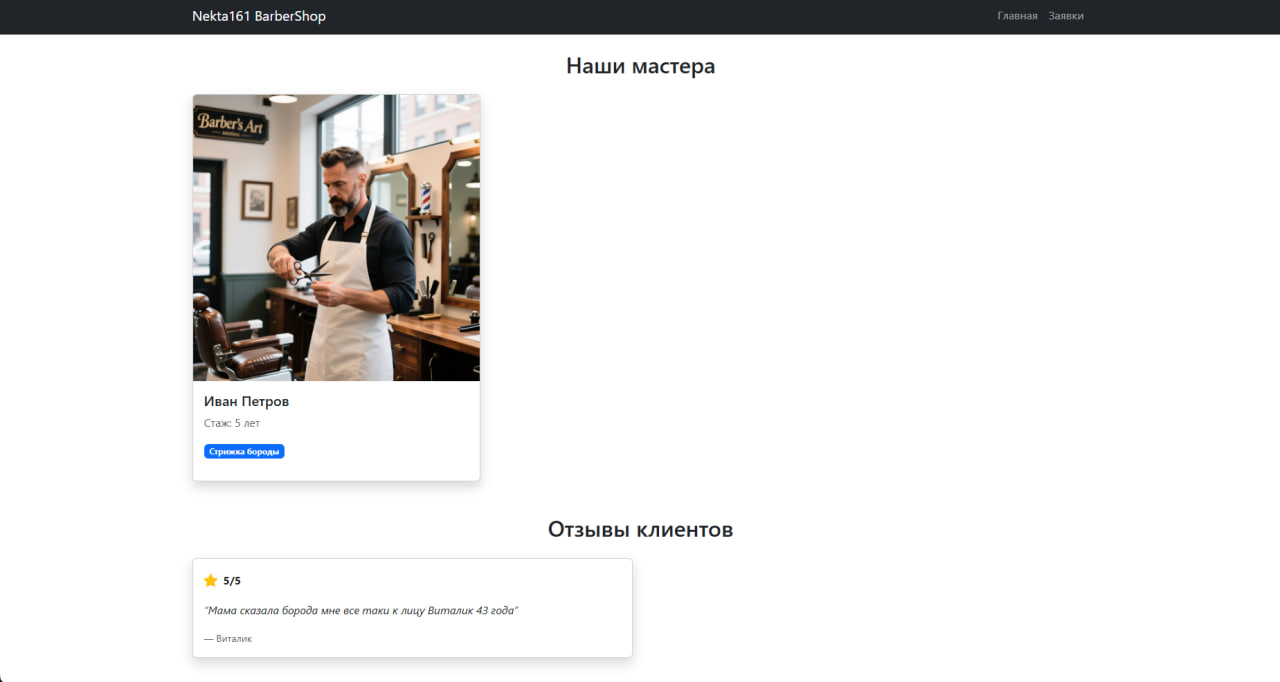 Nekta161 BarberShop
Главная Заявки
Наши мастера
Barber's Art
Иван Петров
Стаж: 5 лет
Стрижка бороды
Отзывы клиентов
5/5
"Мама сказала борода мне все таки к лицу Виталик 43 года"
— Виталик